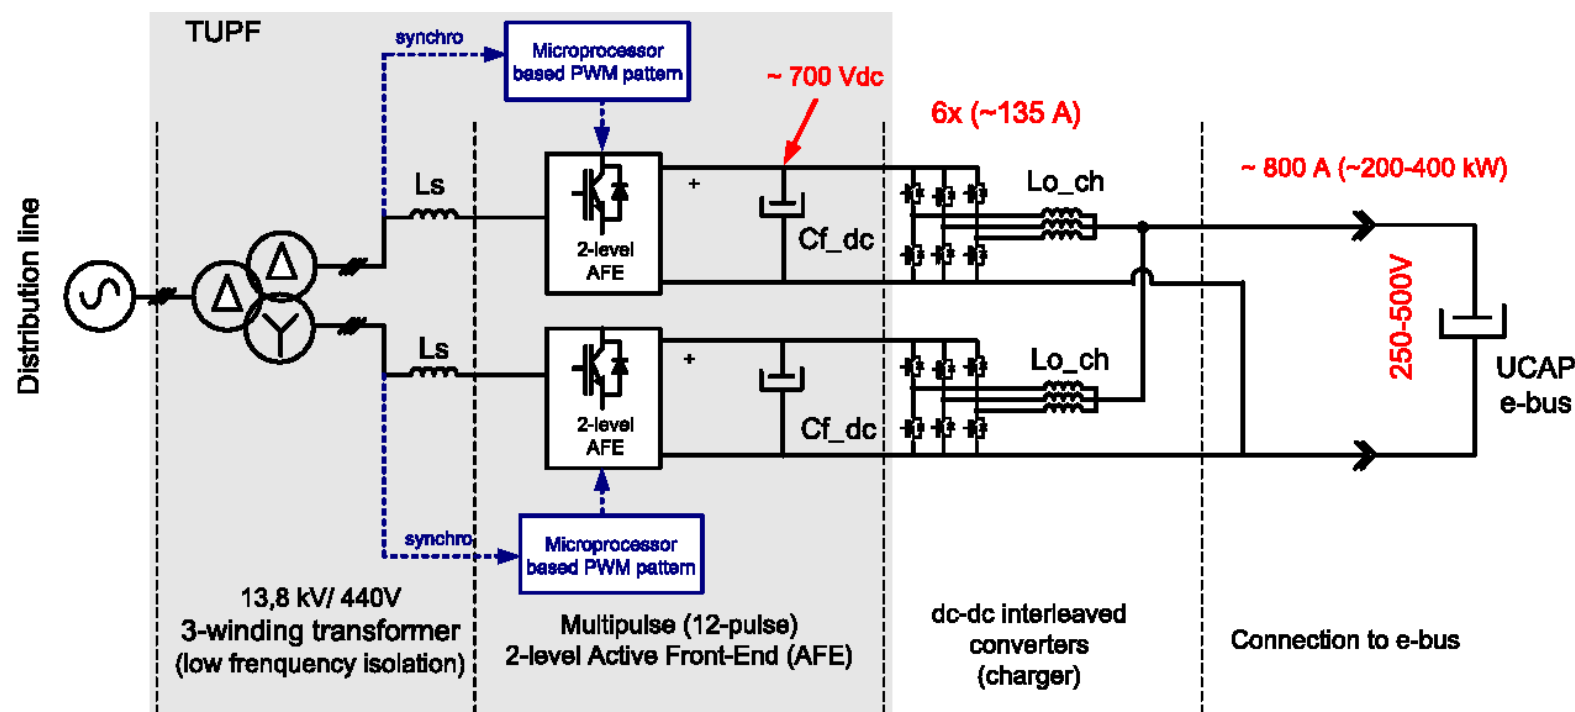 TUPF
synchro
Microprocessor
based PWM pattern
~ 700 Vdc
6x (~135 A)
~ 800 A (~200-400 kW)
Distribution line
Ls
+
2-level
AFE
Cf_dc
Lo_ch
Δ
Δ
Y
Ls
+
2-level
AFE
Cf_dc
Lo_ch
250-500V
UCAP
e-bus
synchro
Microprocessor
based PWM pattern
13,8 kV/ 440V
3-winding transformer
(low frenquency isolation)
Multipulse (12-pulse)
2-level Active Front-End (AFE)
dc-dc interleaved
converters
(charger)
Connection to e-bus